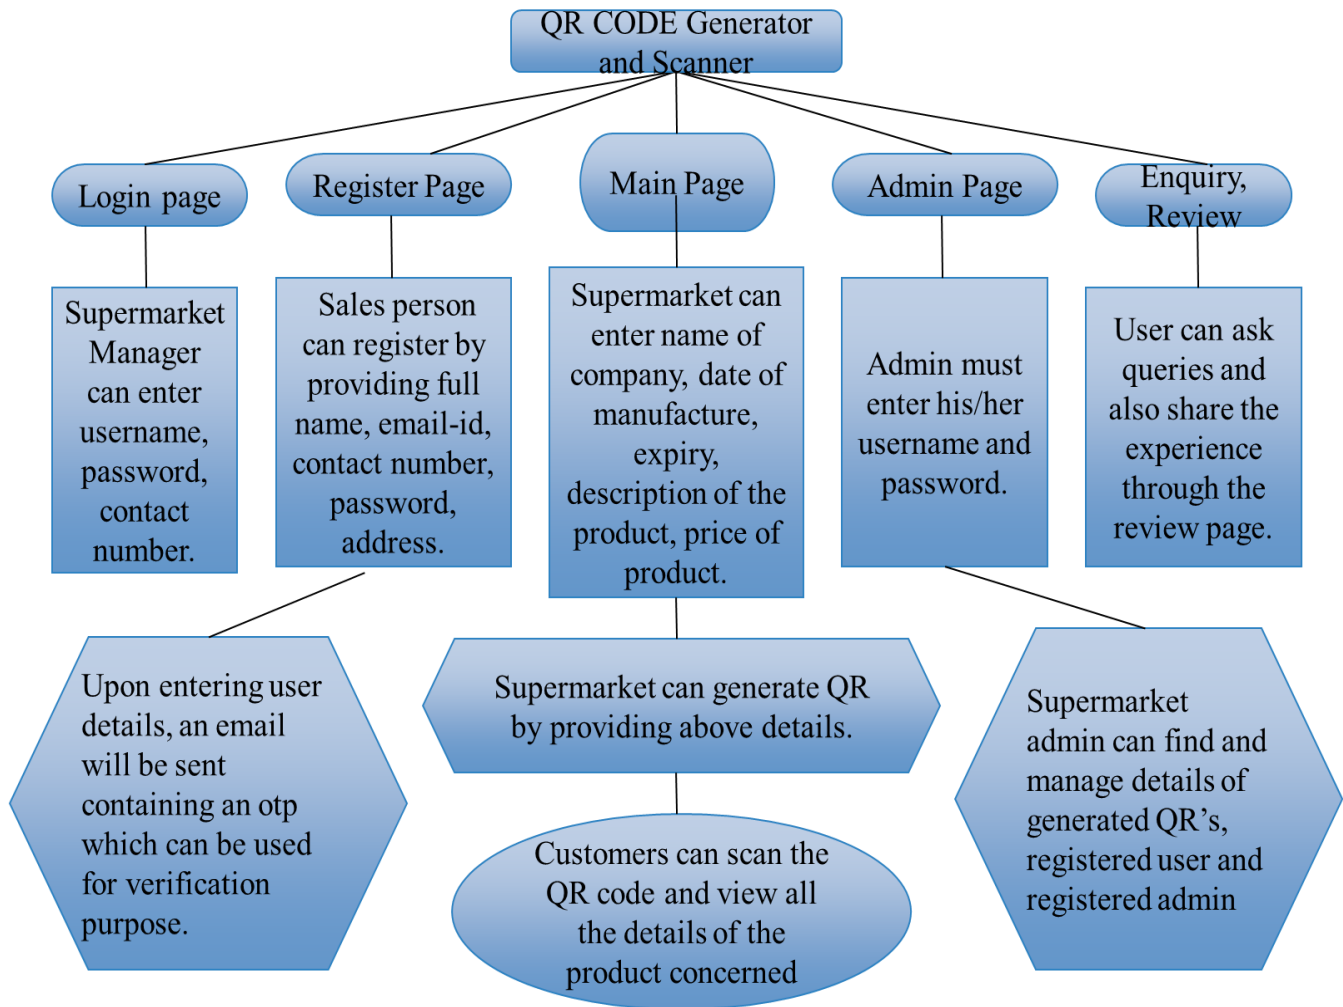 QR CODE Generator
and Scanner
Login page
Register Page
Main Page
Admin Page
Enquiry,
Review
Supermarket
Manager
can enter
username,
password,
contact
number.
Sales person
can register by
providing full
name, email-id,
contact number,
password,
address.
Supermarket can
enter name of
company, date of
manufacture,
expiry,
description of the
product, price of
product.
Admin must
enter his/her
username and
password.
User can ask
queries and
also share the
experience
through the
review page.
Upon entering user
details, an email
will be sent
containing an otp
which can be used
for verification
purpose.
Supermarket can generate QR
by providing above details.
Supermarket
admin can find and
manage details of
generated QR’s,
registered user and
registered admin
Customers can scan the
QR code and view all
the details of the
product concerned